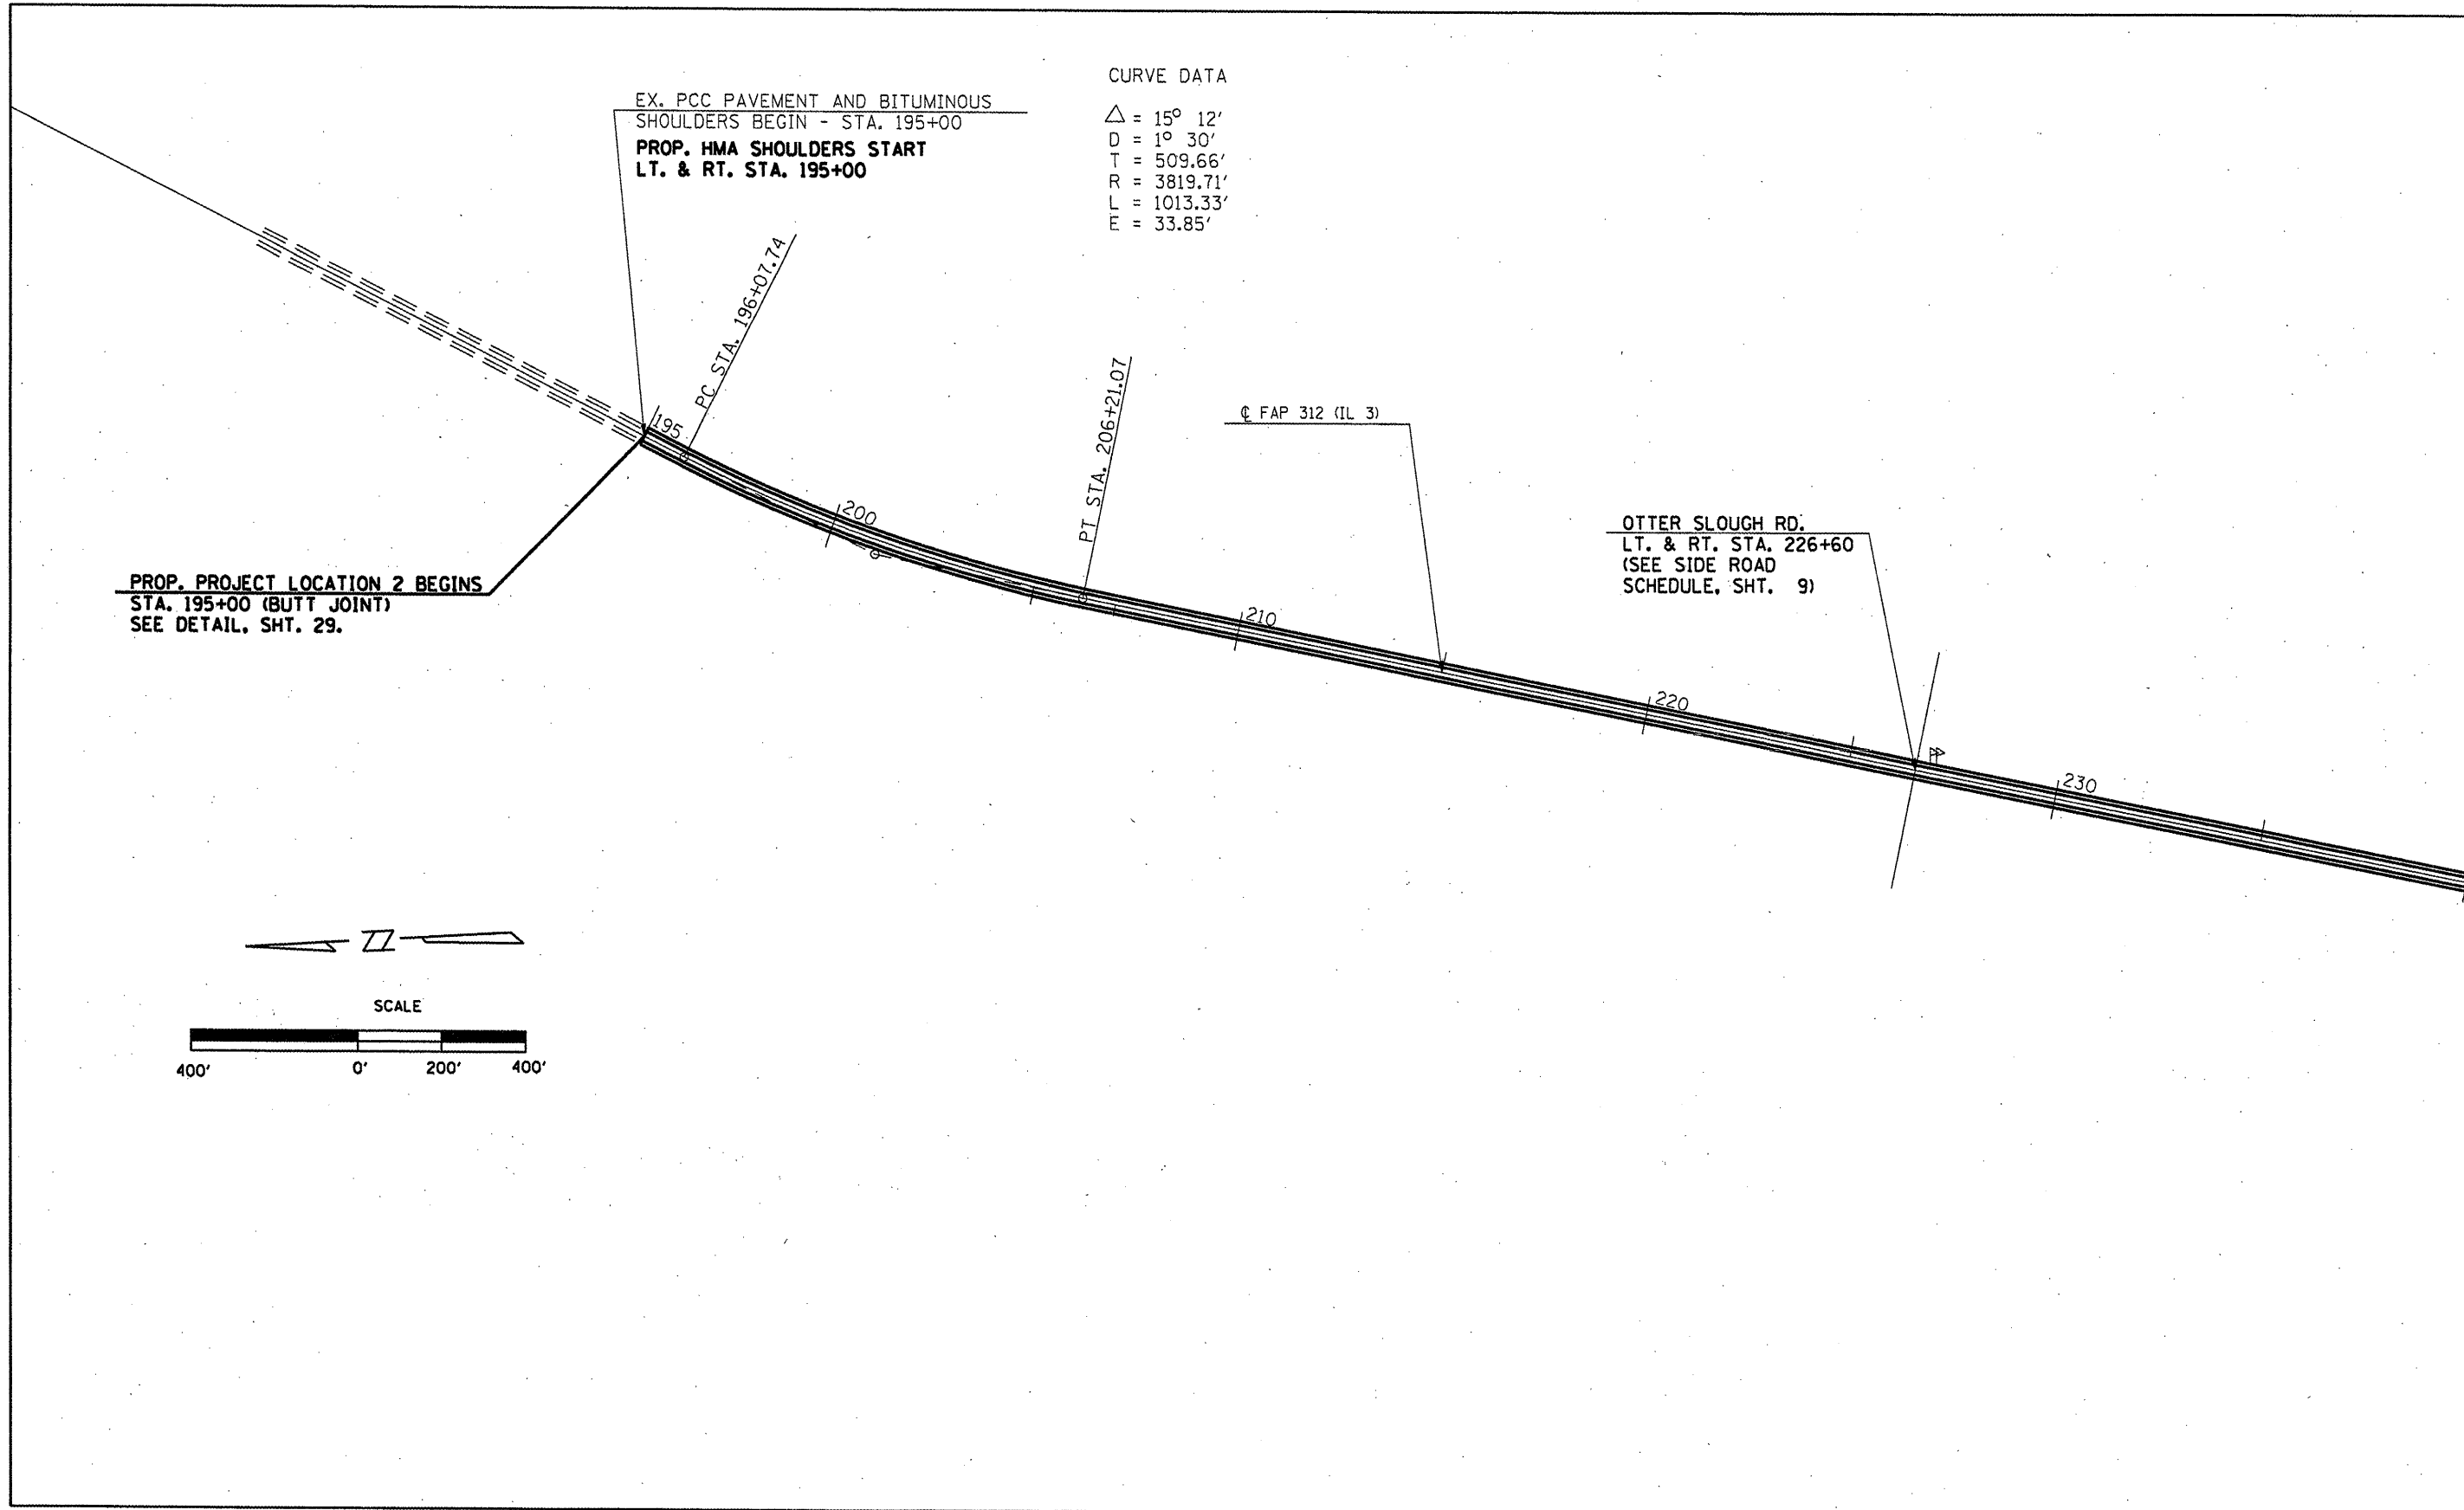 CURVE DATA
△ = 15° 12'
D = 1° 30'
T = 509.66'
R = 3819.71'
L = 1013.33'
E = 33.85'
EX. PCC PAVEMENT AND BITUMINOUS
SHOULDERS BEGIN - STA. 195+00
PROP. HMA SHOULDERS START
LT. & RT. STA. 195+00
PC STA. 196+07.74
195
PT STA. 206+21.07
℄ FAP 312 (IL 3)
200
OTTER SLOUGH RD.
LT. & RT. STA. 226+60
(SEE SIDE ROAD
SCHEDULE, SHT. 9)
PROP. PROJECT LOCATION 2 BEGINS
STA. 195+00 (BUTT JOINT)
SEE DETAIL, SHT. 29.
210
220
230
Z
SCALE
400' 0' 200' 400'